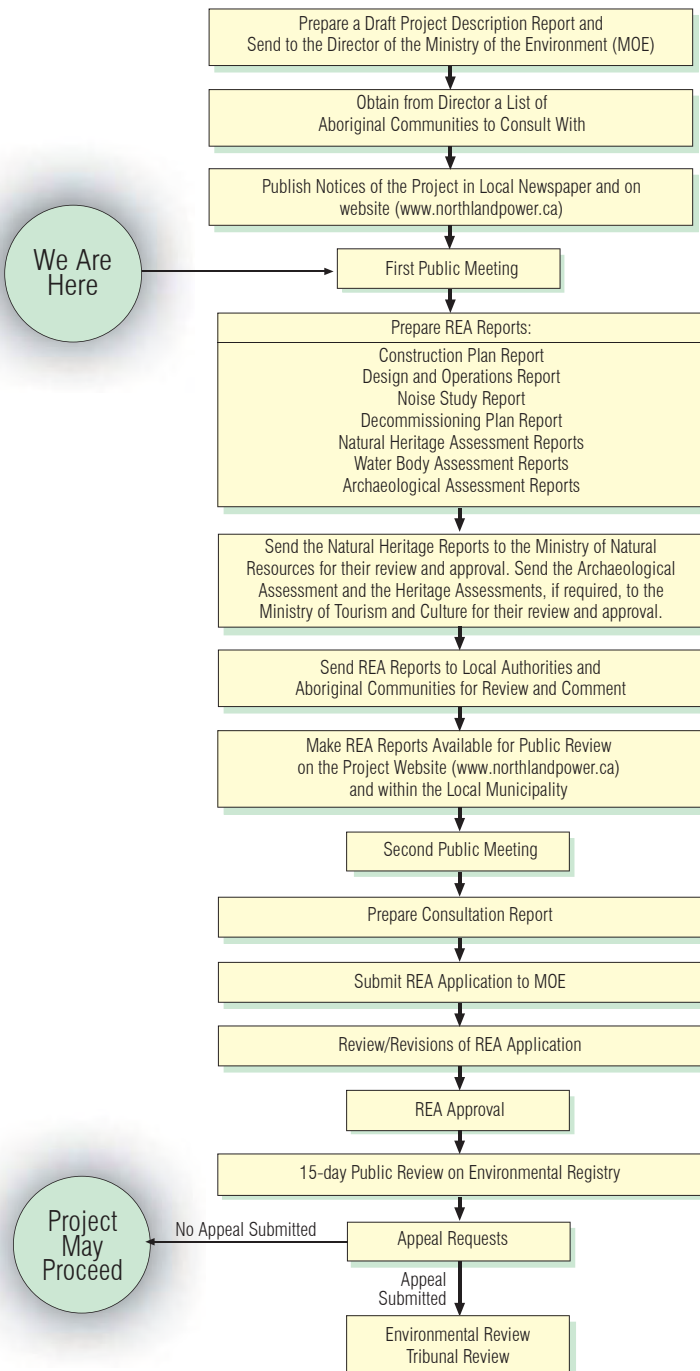 Prepare a Draft Project Description Report and
Send to the Director of the Ministry of the Environment (MOE)
Obtain from Director a List of
Aboriginal Communities to Consult With
Publish Notices of the Project in Local Newspaper and on
website (www.northlandpower.ca)
We Are
Here
First Public Meeting
Prepare REA Reports:
Construction Plan Report
Design and Operations Report
Noise Study Report
Decommissioning Plan Report
Natural Heritage Assessment Reports
Water Body Assessment Reports
Archaeological Assessment Reports
Send the Natural Heritage Reports to the Ministry of Natural
Resources for their review and approval. Send the Archaeological
Assessment and the Heritage Assessments, if required, to the
Ministry of Tourism and Culture for their review and approval.
Send REA Reports to Local Authorities and
Aboriginal Communities for Review and Comment
Make REA Reports Available for Public Review
on the Project Website (www.northlandpower.ca)
and within the Local Municipality
Second Public Meeting
Prepare Consultation Report
Submit REA Application to MOE
Review/Revisions of REA Application
REA Approval
15-day Public Review on Environmental Registry
Project
May
Proceed
No Appeal Submitted
Appeal Requests
Appeal
Submitted
Environmental Review
Tribunal Review